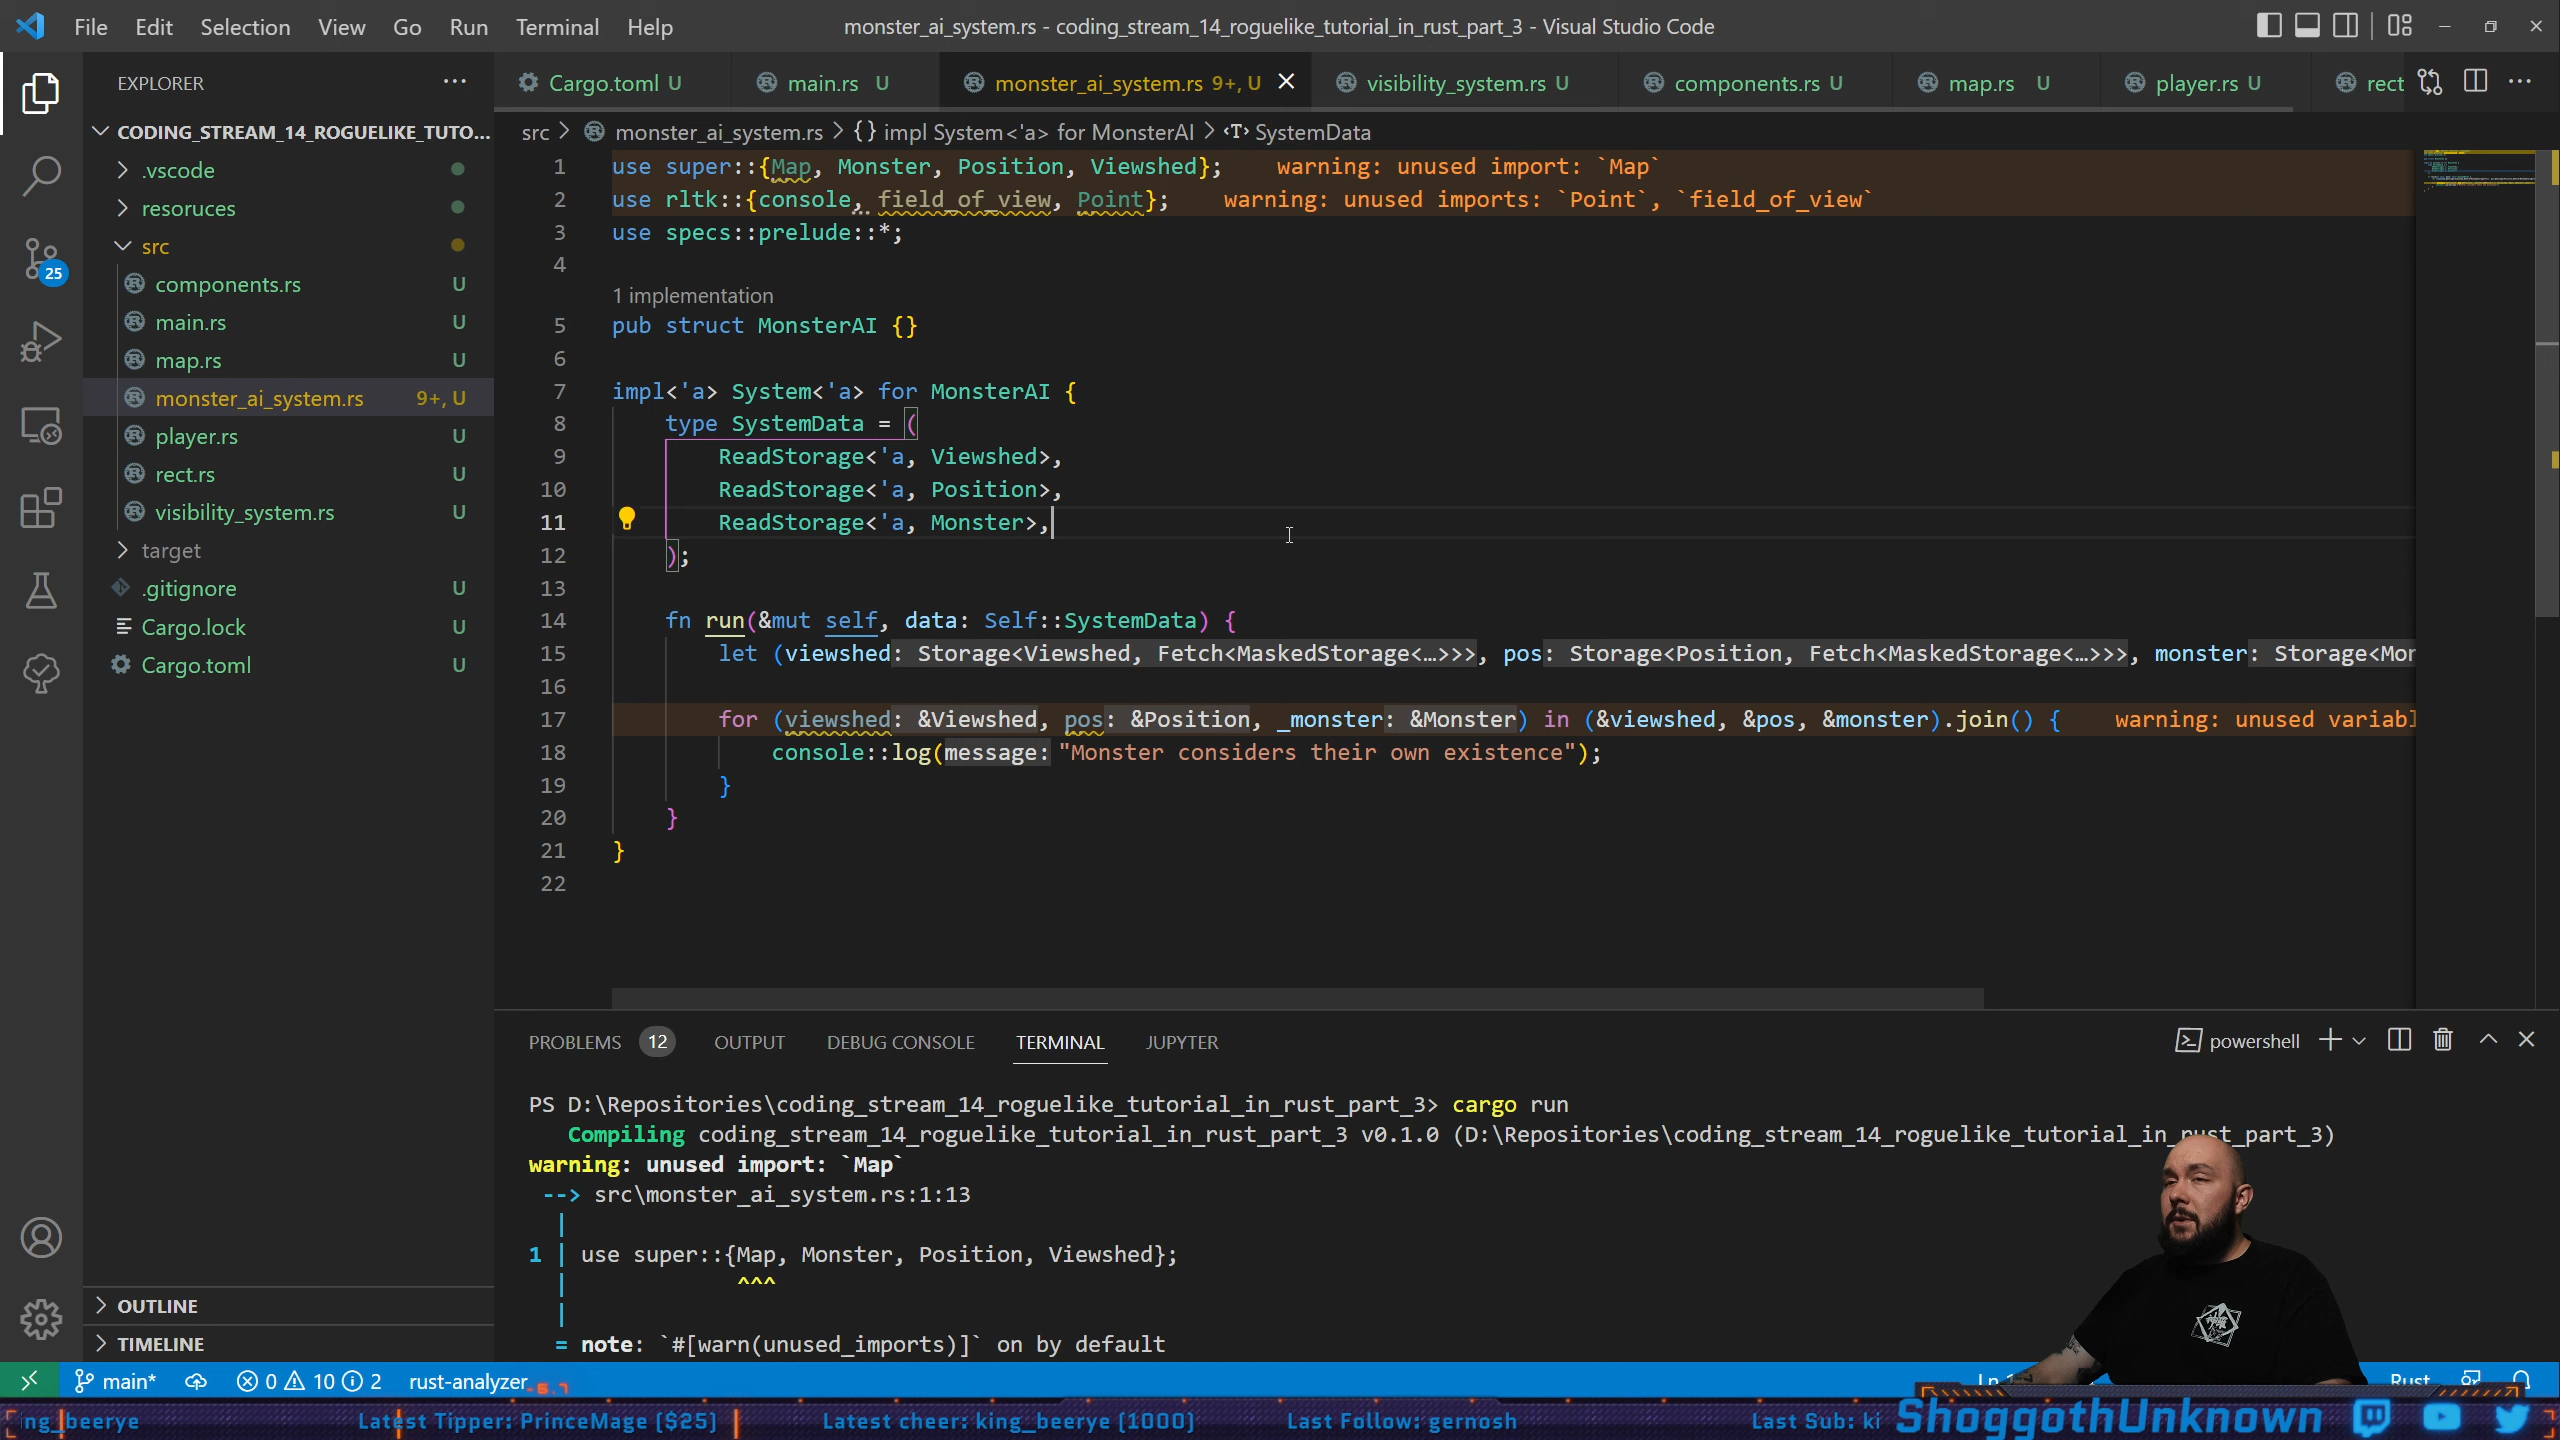 File Edit Selection View Go Run Terminal Help
monster_ai_system.rs - coding_stream_14_roguelike_tutorial_in_rust_part_3 - Visual Studio Code
EXPLORER
Cargo.toml U
main.rs U
monster_ai_system.rs 9+, U
visibility_system.rs U
components.rs U
map.rs U
player.rs U
rect
CODING_STREAM_14_ROGUELIKE_TUTO...
.vscode
resoruces
src
components.rs U
main.rs U
map.rs U
monster_ai_system.rs 9+, U
player.rs U
rect.rs U
visibility_system.rs U
target
.gitignore U
Cargo.lock U
Cargo.toml U
OUTLINE
TIMELINE
25
src > monster_ai_system.rs > {} impl System<'a> for MonsterAI > <T> SystemData
1 use super::{Map, Monster, Position, Viewshed}; warning: unused import: `Map`
2 use rltk::{console, field_of_view, Point}; warning: unused imports: `Point`, `field_of_view`
3 use specs::prelude::*;
4
1 implementation
5 pub struct MonsterAI {}
6
7 impl<'a> System<'a> for MonsterAI {
8 type SystemData = (
9 ReadStorage<'a, Viewshed>,
10 ReadStorage<'a, Position>,
11 ReadStorage<'a, Monster>,
12 );
13
14 fn run(&mut self, data: Self::SystemData) {
15 let (viewshed: Storage<Viewshed, Fetch<MaskedStorage<…>>>, pos: Storage<Position, Fetch<MaskedStorage<…>>>, monster: Storage<Mon
16
17 for (viewshed: &Viewshed, pos: &Position, _monster: &Monster) in (&viewshed, &pos, &monster).join() { warning: unused variabl
18 console::log(message: "Monster considers their own existence");
19 }
20 }
21 }
22
PROBLEMS 12 OUTPUT DEBUG CONSOLE TERMINAL JUPYTER
powershell
PS D:\Repositories\coding_stream_14_roguelike_tutorial_in_rust_part_3> cargo run
Compiling coding_stream_14_roguelike_tutorial_in_rust_part_3 v0.1.0 (D:\Repositories\coding_stream_14_roguelike_tutorial_in_rust_part_3)
warning: unused import: `Map`
--> src\monster_ai_system.rs:1:13
|
1 | use super::{Map, Monster, Position, Viewshed};
| ^^^
|
= note: `#[warn(unused_imports)]` on by default
main* 0 10 2 rust-analyzer
Rust
ng_beerye
Latest Tipper: PrinceMage ($25)
Latest cheer: king_beerye (1000)
Last Follow: gernosh
Last Sub: ki
ShoggothUnknown